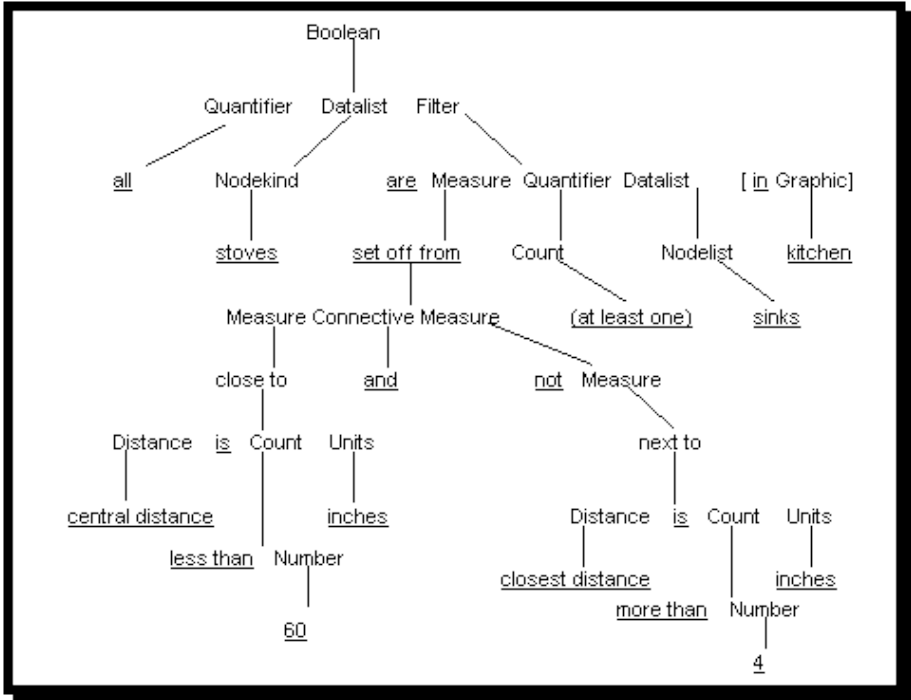 Boolean
Quantifier Datalist Filter
all Nodekind are Measure Quantifier Datalist [ in Graphic]
stoves set off from Count Nodelist kitchen
Measure Connective Measure (at least one) sinks
close to and not Measure
Distance is Count Units next to
central distance inches Distance is Count Units
less than Number closest distance inches
more than Number
60
4